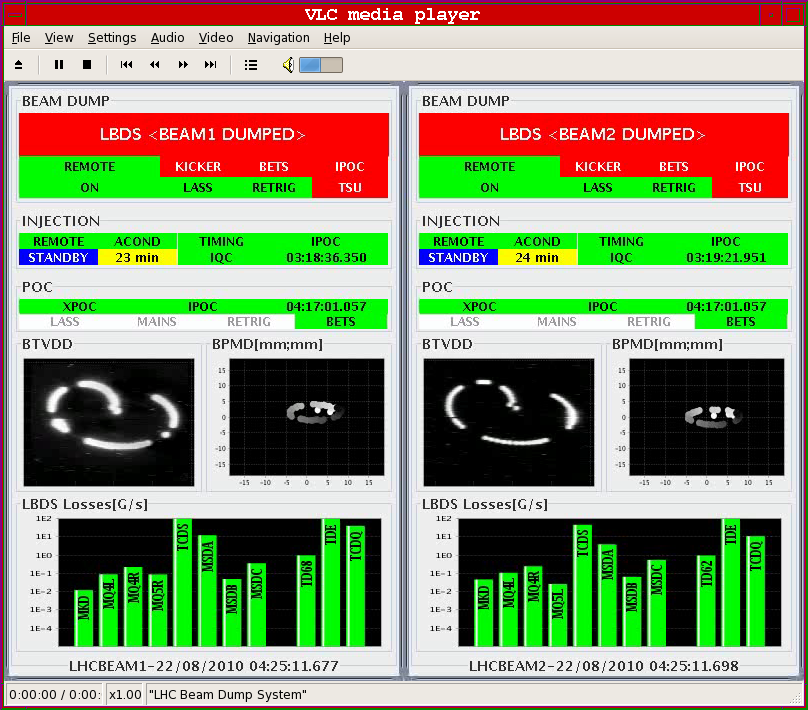 VLC media player
File View Settings Audio Video Navigation Help
BEAM DUMP
LBDS <BEAM1 DUMPED>
REMOTE KICKER BETS IPOC
ON LASS RETRIG TSU
INJECTION
REMOTE ACOND TIMING IPOC
STANDBY 23 min IQC 03:18:36.350
POC
XPOC IPOC 04:17:01.057
LASS MAINS RETRIG BETS
BTVDD BPMD[mm;mm]
15
10
5
0
-5
-10
-15
-15 -10 -5 0 5 10 15
LBDS Losses[G/s]
1E2
1E1
1E0
1E-1
1E-2
1E-3
1E-4
MKD MQ4L MQ4R MQ5R TCDS MSDA MSDB MSDC TD68 TDE TCDQ
LHCBEAM1-22/08/2010 04:25:11.677
BEAM DUMP
LBDS <BEAM2 DUMPED>
REMOTE KICKER BETS IPOC
ON LASS RETRIG TSU
INJECTION
REMOTE ACOND TIMING IPOC
STANDBY 24 min IQC 03:19:21.951
POC
XPOC IPOC 04:17:01.057
LASS MAINS RETRIG BETS
BTVDD BPMD[mm;mm]
15
10
5
0
-5
-10
-15
-15 -10 -5 0 5 10 15
LBDS Losses[G/s]
1E2
1E1
1E0
1E-1
1E-2
1E-3
1E-4
MKD MQ4L MQ4R MQ5L TCDS MSDA MSDB MSDC TD62 TDE TCDQ
LHCBEAM2-22/08/2010 04:25:11.698
0:00:00 / 0:00: x1.00 "LHC Beam Dump System"